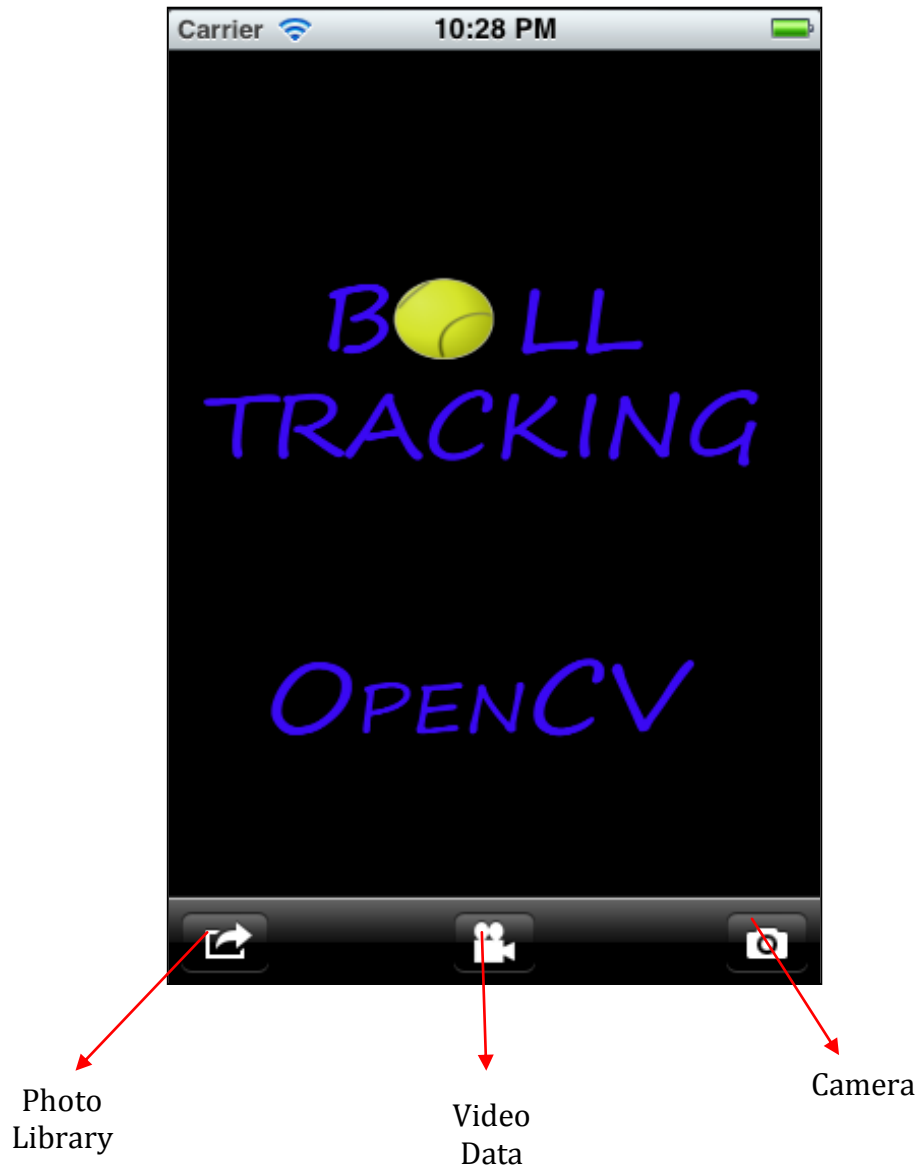 Carrier 10:28 PM
B LL
TRACKING
OPENCV
Photo
Library
Video
Data
Camera